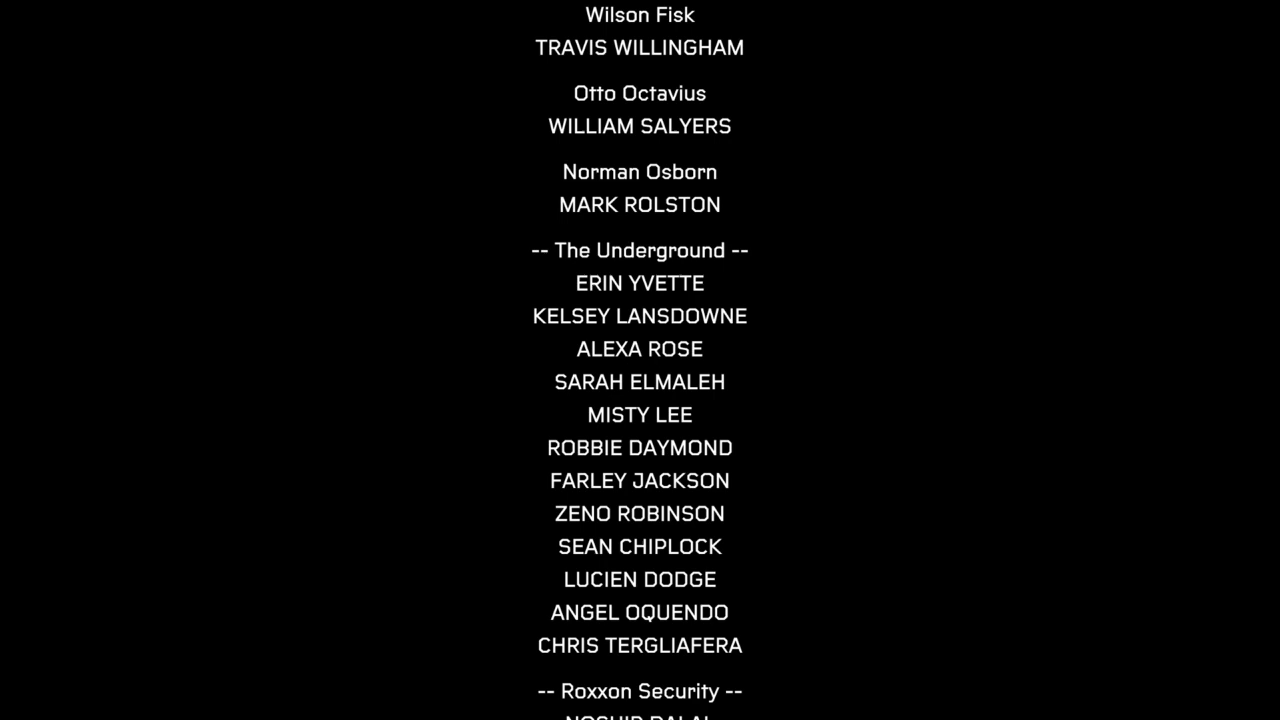 Wilson Fisk
TRAVIS WILLINGHAM
Otto Octavius
WILLIAM SALYERS
Norman Osborn
MARK ROLSTON
-- The Underground --
ERIN YVETTE
KELSEY LANSDOWNE
ALEXA ROSE
SARAH ELMALEH
MISTY LEE
ROBBIE DAYMOND
FARLEY JACKSON
ZENO ROBINSON
SEAN CHIPLOCK
LUCIEN DODGE
ANGEL OQUENDO
CHRIS TERGLIAFERA
-- Roxxon Security --